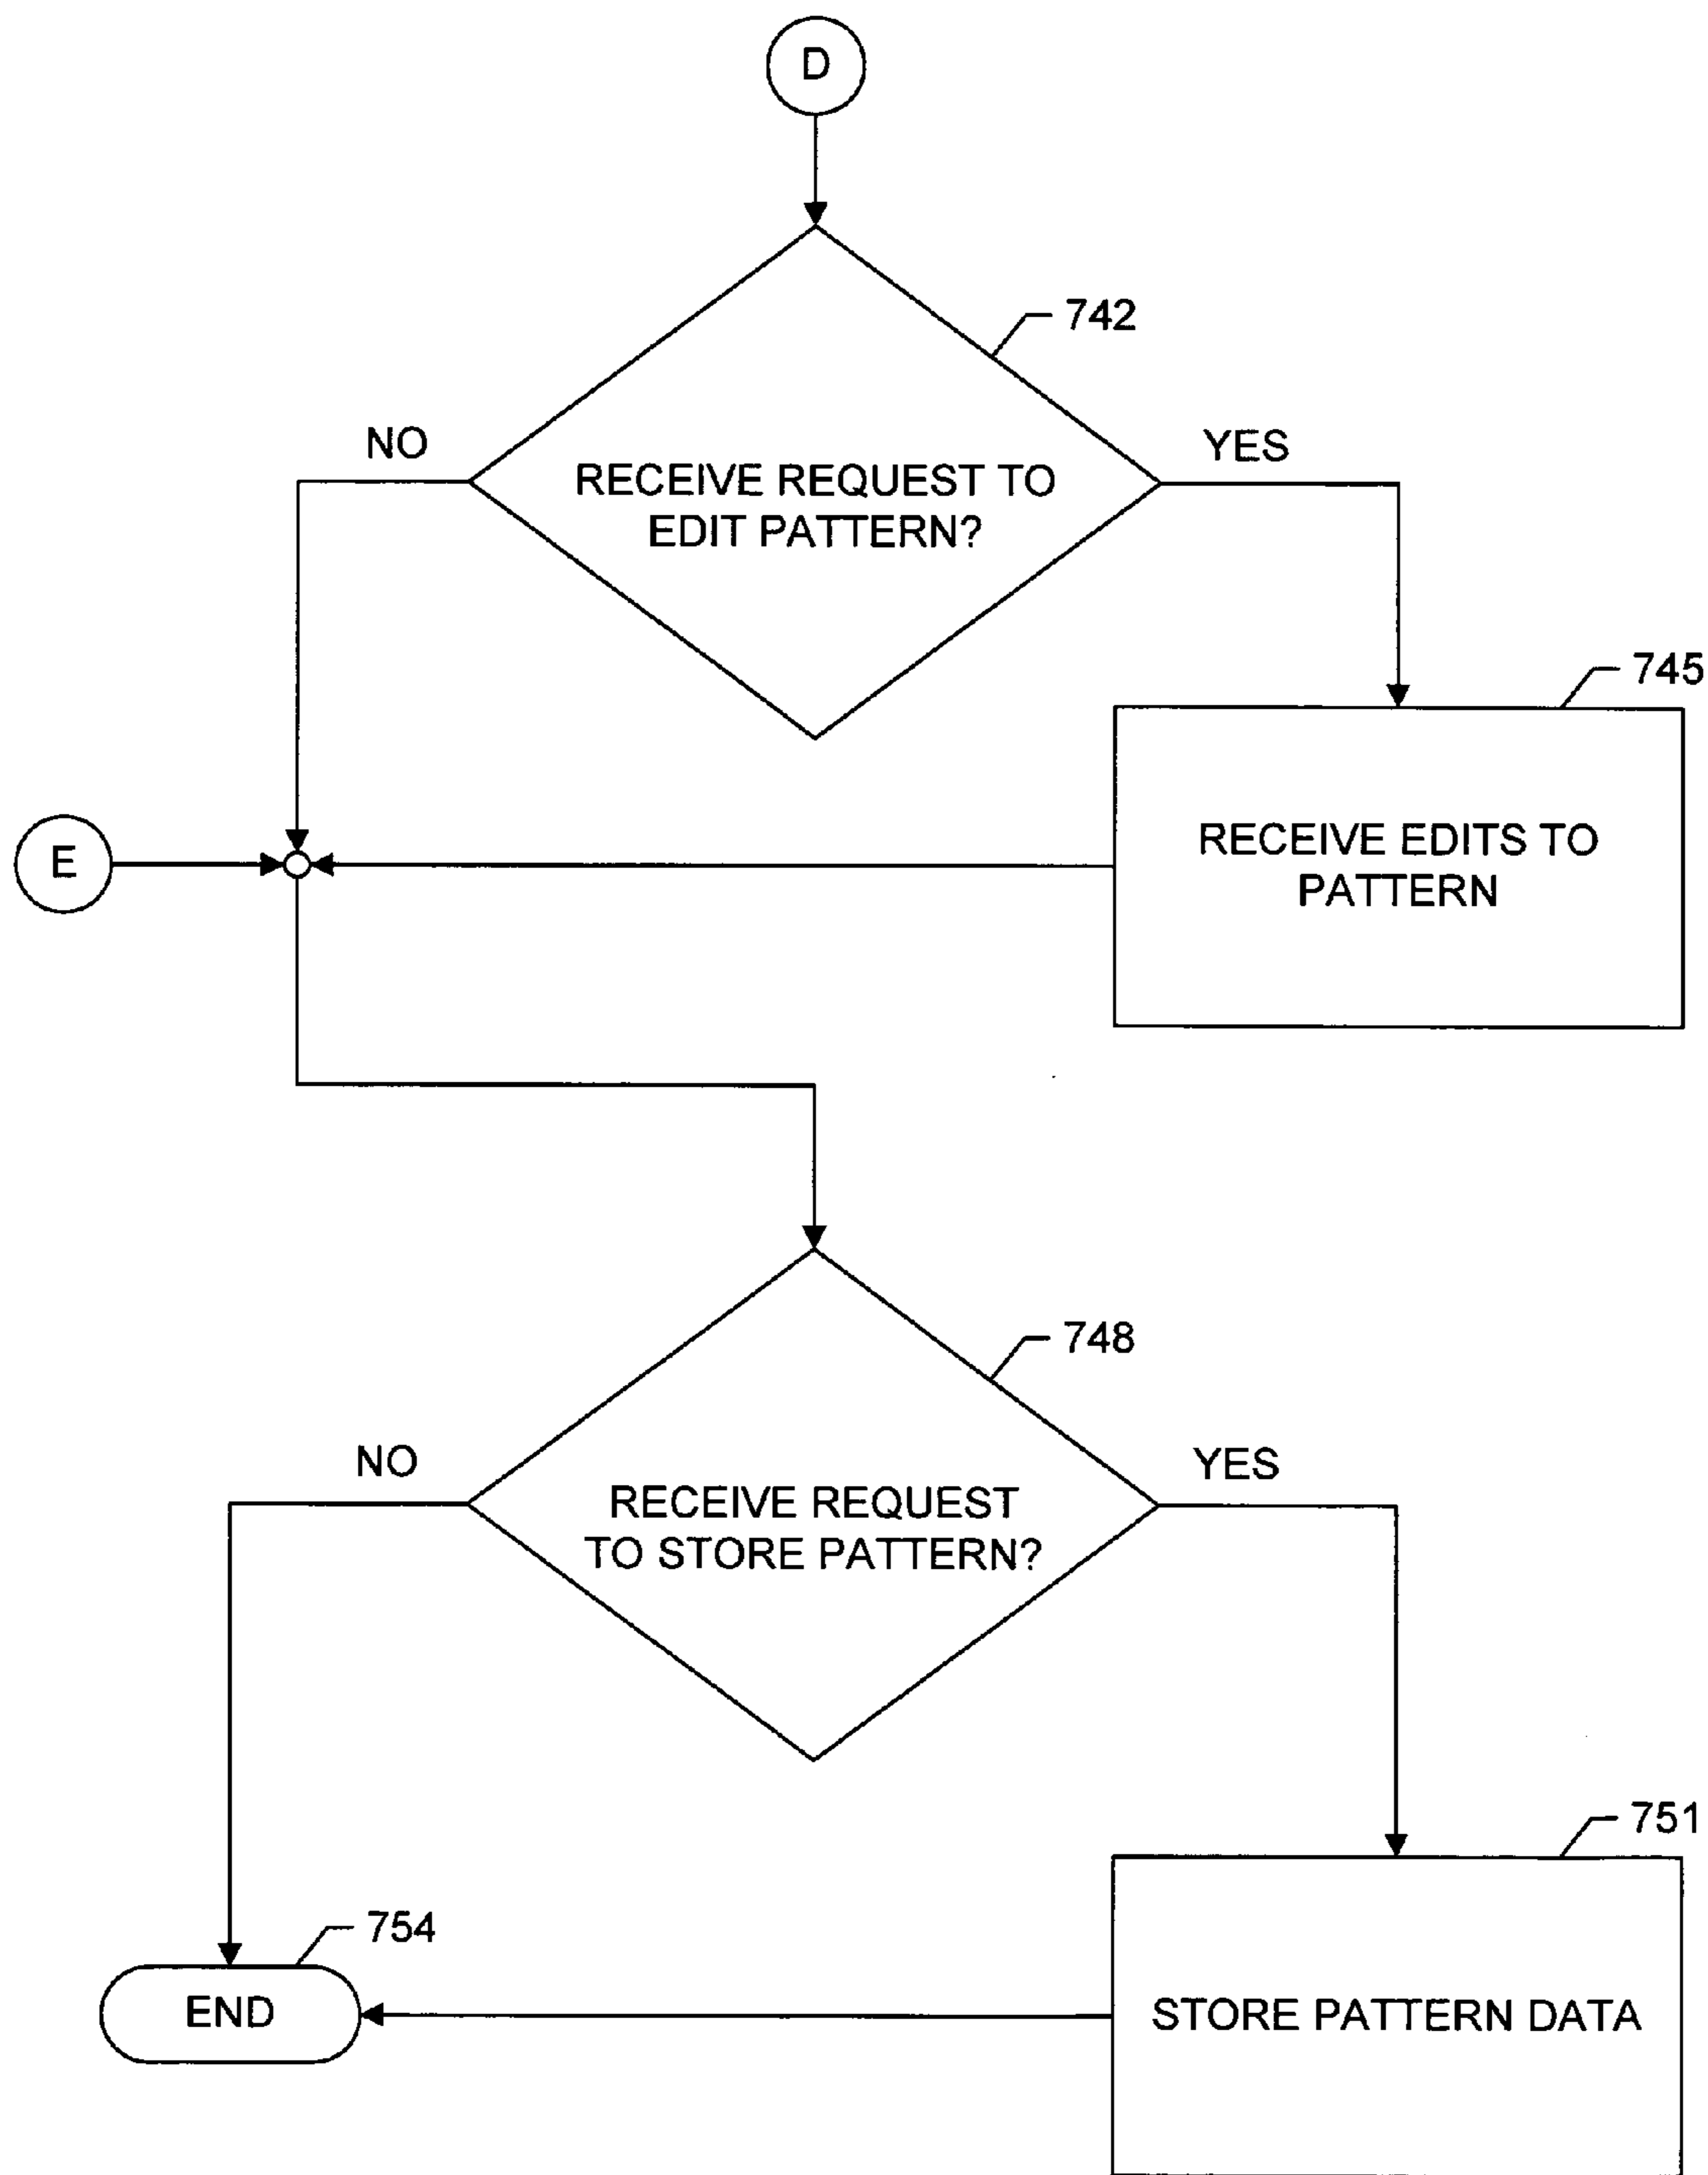 D
742
NO
YES
RECEIVE REQUEST TO
EDIT PATTERN?
745
RECEIVE EDITS TO
PATTERN
E
748
NO
YES
RECEIVE REQUEST
TO STORE PATTERN?
751
754
END
STORE PATTERN DATA